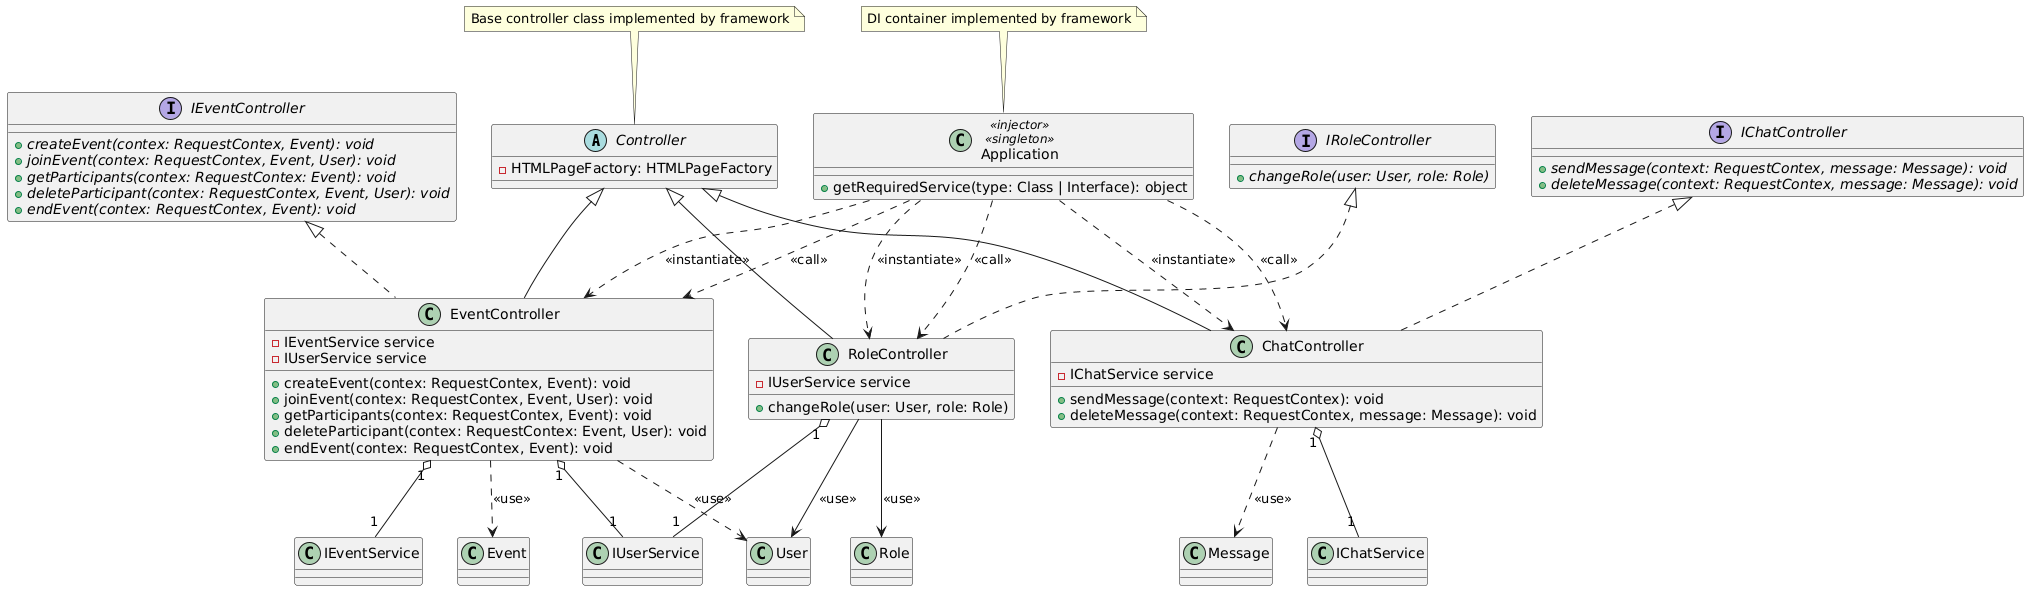 Base controller class implemented by framework
DI container implemented by framework
I IEventController
createEvent(contex: RequestContex, Event): void
joinEvent(contex: RequestContex, Event, User): void
getParticipants(contex: RequestContex: Event): void
deleteParticipant(contex: RequestContex, Event, User): void
endEvent(contex: RequestContex, Event): void
A Controller
HTMLPageFactory: HTMLPageFactory
«injector»
«singleton»
C Application
getRequiredService(type: Class | Interface): object
I IRoleController
changeRole(user: User, role: Role)
I IChatController
sendMessage(context: RequestContex, message: Message): void
deleteMessage(context: RequestContex, message: Message): void
«instantiate»
«call»
«instantiate»
«call»
«instantiate»
«call»
C EventController
IEventService service
IUserService service
createEvent(contex: RequestContex, Event): void
joinEvent(contex: RequestContex, Event, User): void
getParticipants(contex: RequestContex, Event): void
deleteParticipant(contex: RequestContex: Event, User): void
endEvent(contex: RequestContex, Event): void
C RoleController
IUserService service
changeRole(user: User, role: Role)
C ChatController
IChatService service
sendMessage(context: RequestContex): void
deleteMessage(context: RequestContex, message: Message): void
1
1
1
1
«use»
«use»
«use»
«use»
«use»
1
1
1
1
C IEventService
C Event
C IUserService
C User
C Role
C Message
C IChatService